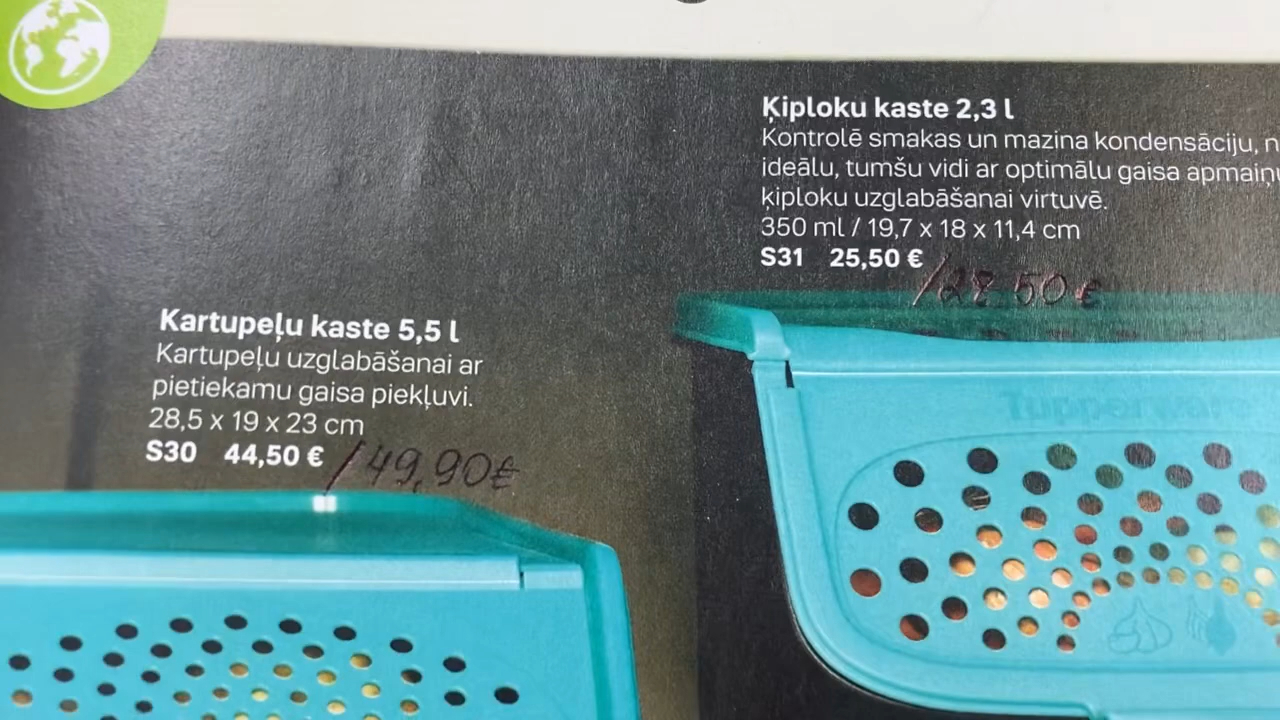 Ķiploku kaste 2,3 l
Kontrolē smakas un mazina kondensāciju,
ideālu, tumšu vidi ar optimālu gaisa
ķiploku uzglabāšanai virtuvē.
350 ml / 19,7 x 18 x 11,4 cm
S31 25,50 € /28 50 €
Kartupeļu kaste 5,5 l
Kartupeļu uzglabāšanai ar
pietiekamu gaisa piekļuvi.
28,5 x 19 x 23 cm
S30 44,50 € /49,90€
Tupperware